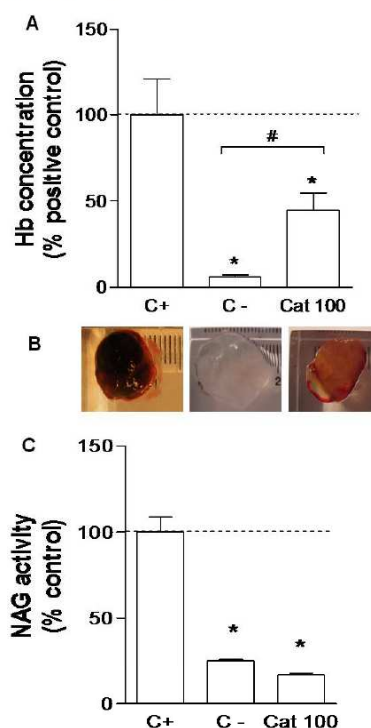 A
150
100
50
0
Hb concentration
(% positive control)
#
*
*
C+ C - Cat 100
B
2
C
150
100
50
0
NAG activity
(% control)
*
*
C+ C - Cat 100